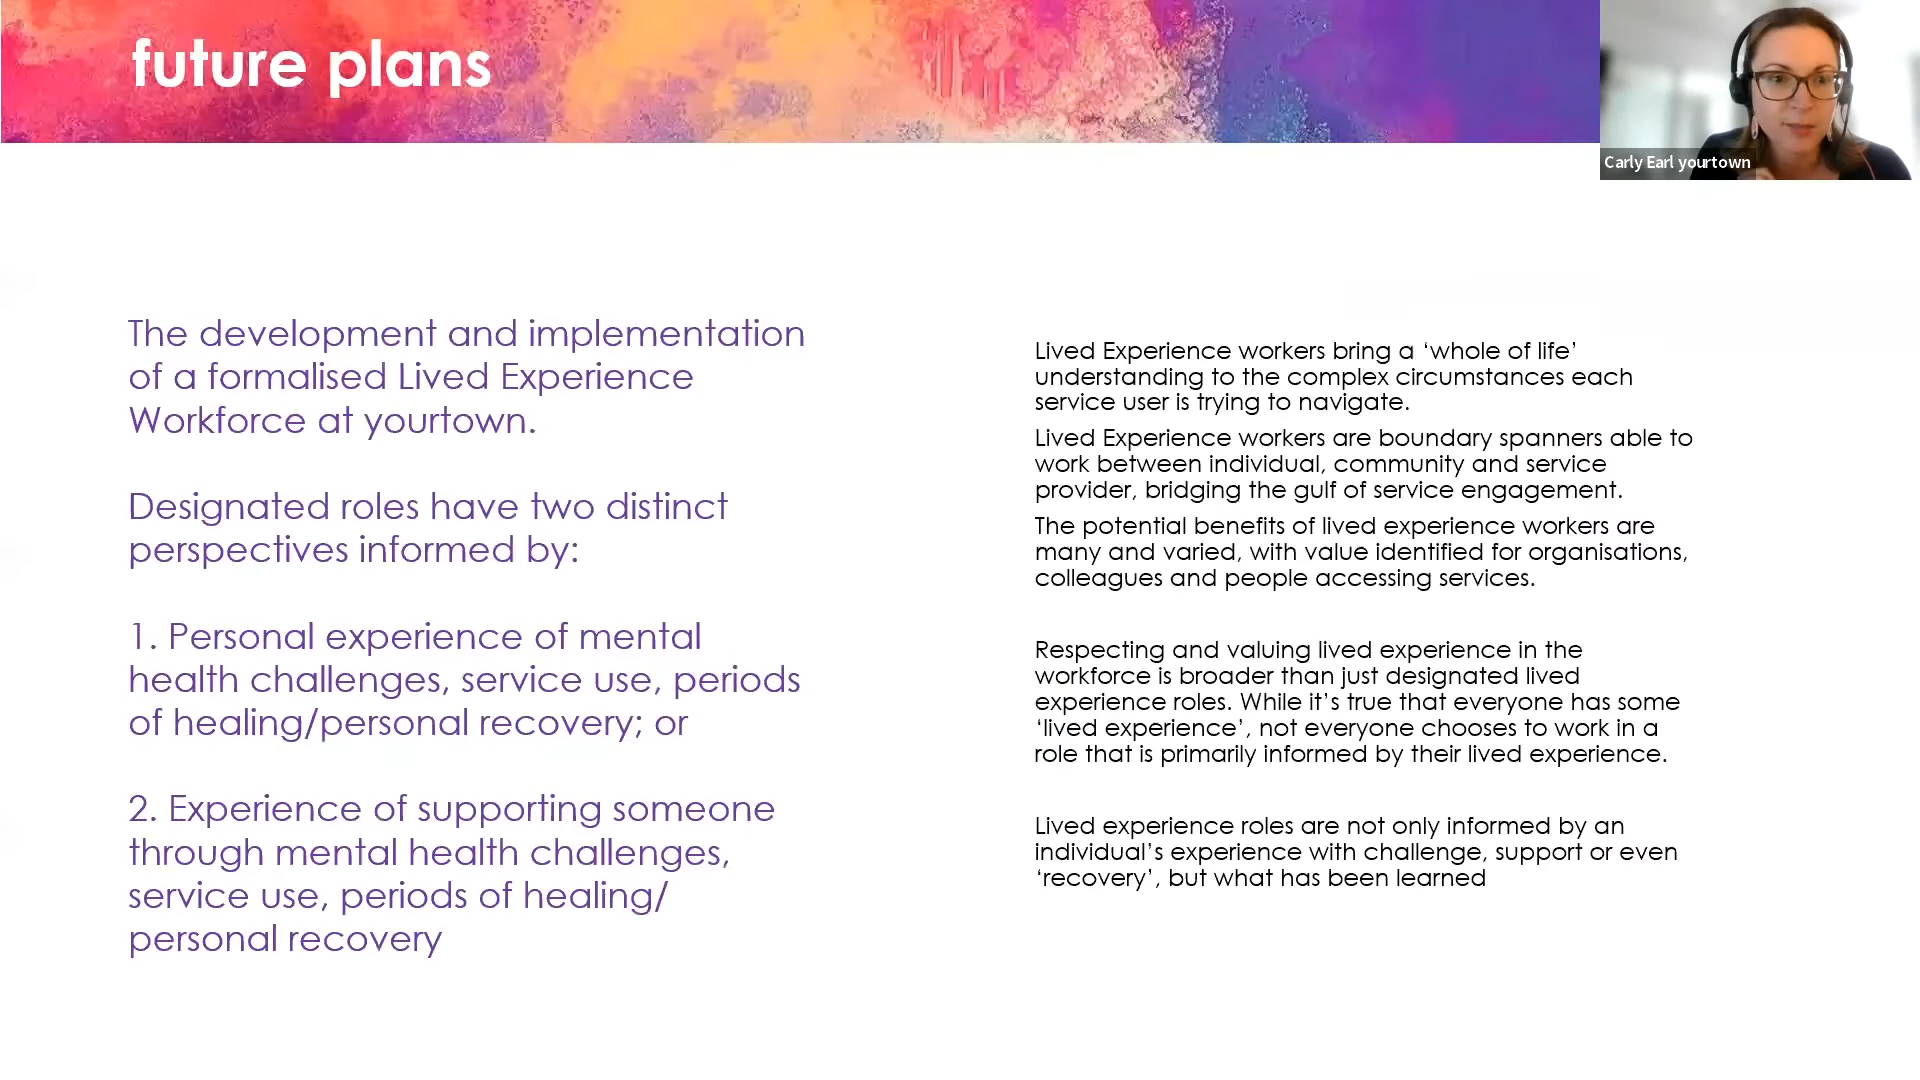 future plans
Carly Earl yourtown
The development and implementation
of a formalised Lived Experience
Workforce at yourtown.
Designated roles have two distinct
perspectives informed by:
1. Personal experience of mental
health challenges, service use, periods
of healing/personal recovery; or
2. Experience of supporting someone
through mental health challenges,
service use, periods of healing/
personal recovery
Lived Experience workers bring a ‘whole of life’
understanding to the complex circumstances each
service user is trying to navigate.
Lived Experience workers are boundary spanners able to
work between individual, community and service
provider, bridging the gulf of service engagement.
The potential benefits of lived experience workers are
many and varied, with value identified for organisations,
colleagues and people accessing services.
Respecting and valuing lived experience in the
workforce is broader than just designated lived
experience roles. While it’s true that everyone has some
‘lived experience’, not everyone chooses to work in a
role that is primarily informed by their lived experience.
Lived experience roles are not only informed by an
individual’s experience with challenge, support or even
‘recovery’, but what has been learned